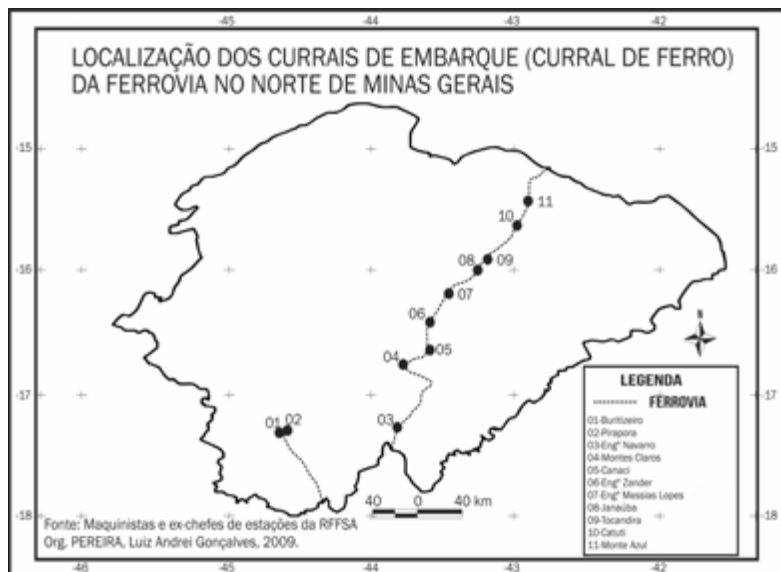 -45 -44 -43 -42
LOCALIZAÇÃO DOS CURRAIS DE EMBARQUE (CURRAL DE FERRO)
DA FERROVIA NO NORTE DE MINAS GERAIS
-15 -15
11
10
-16 08 09 -16
07
06
04 05
N
-17
01 02 03
LEGENDA
FERROVIA
01-Buritizeiro
02-Pirapora
03-Engº Navarro
04-Montes Claros
05-Canaci
06-Engº Zander
07-Engº Messias Lopes
08-Janaúba
09-Tocandira
10-Catuti
11-Monte Azul
40 0 40 km
-18
Fonte: Maquinistas e ex-chefes de estações da RFFSA
Org. PEREIRA, Luiz Andrei Gonçalves, 2009.
-46 -45 -44 -43 -42